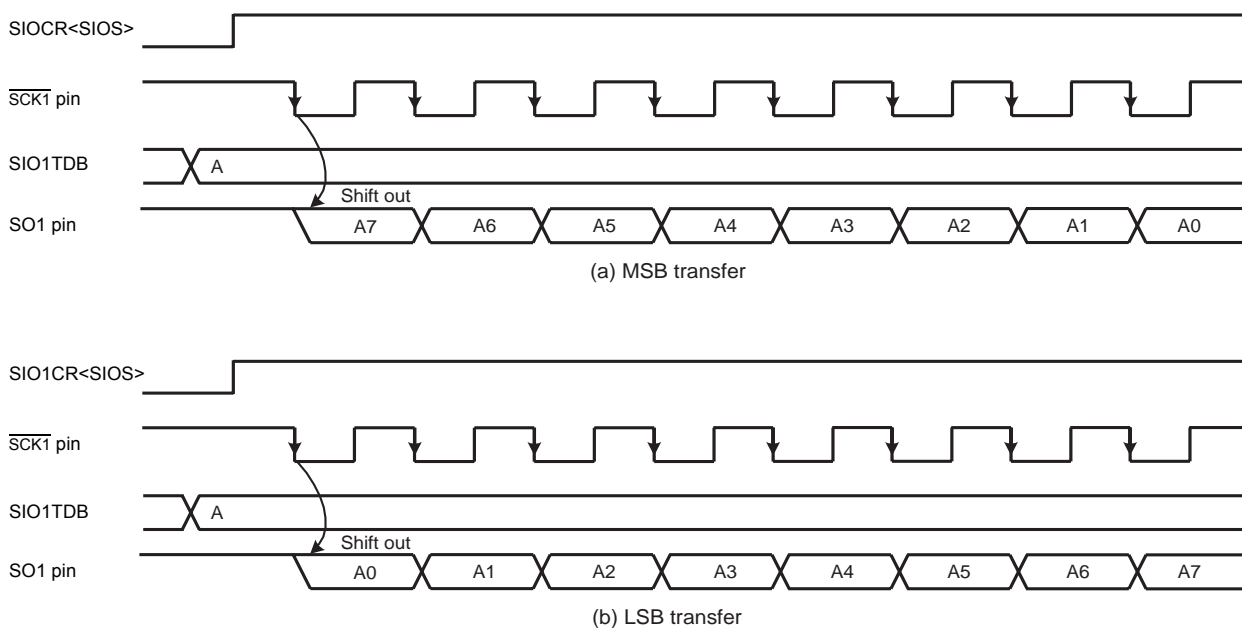 SIOCR<SIOS>
SCK1 pin
SIO1TDB
A
Shift out
SO1 pin
A7 A6 A5 A4 A3 A2 A1 A0
(a) MSB transfer
SIO1CR<SIOS>
SCK1 pin
SIO1TDB
A
Shift out
SO1 pin
A0 A1 A2 A3 A4 A5 A6 A7
(b) LSB transfer